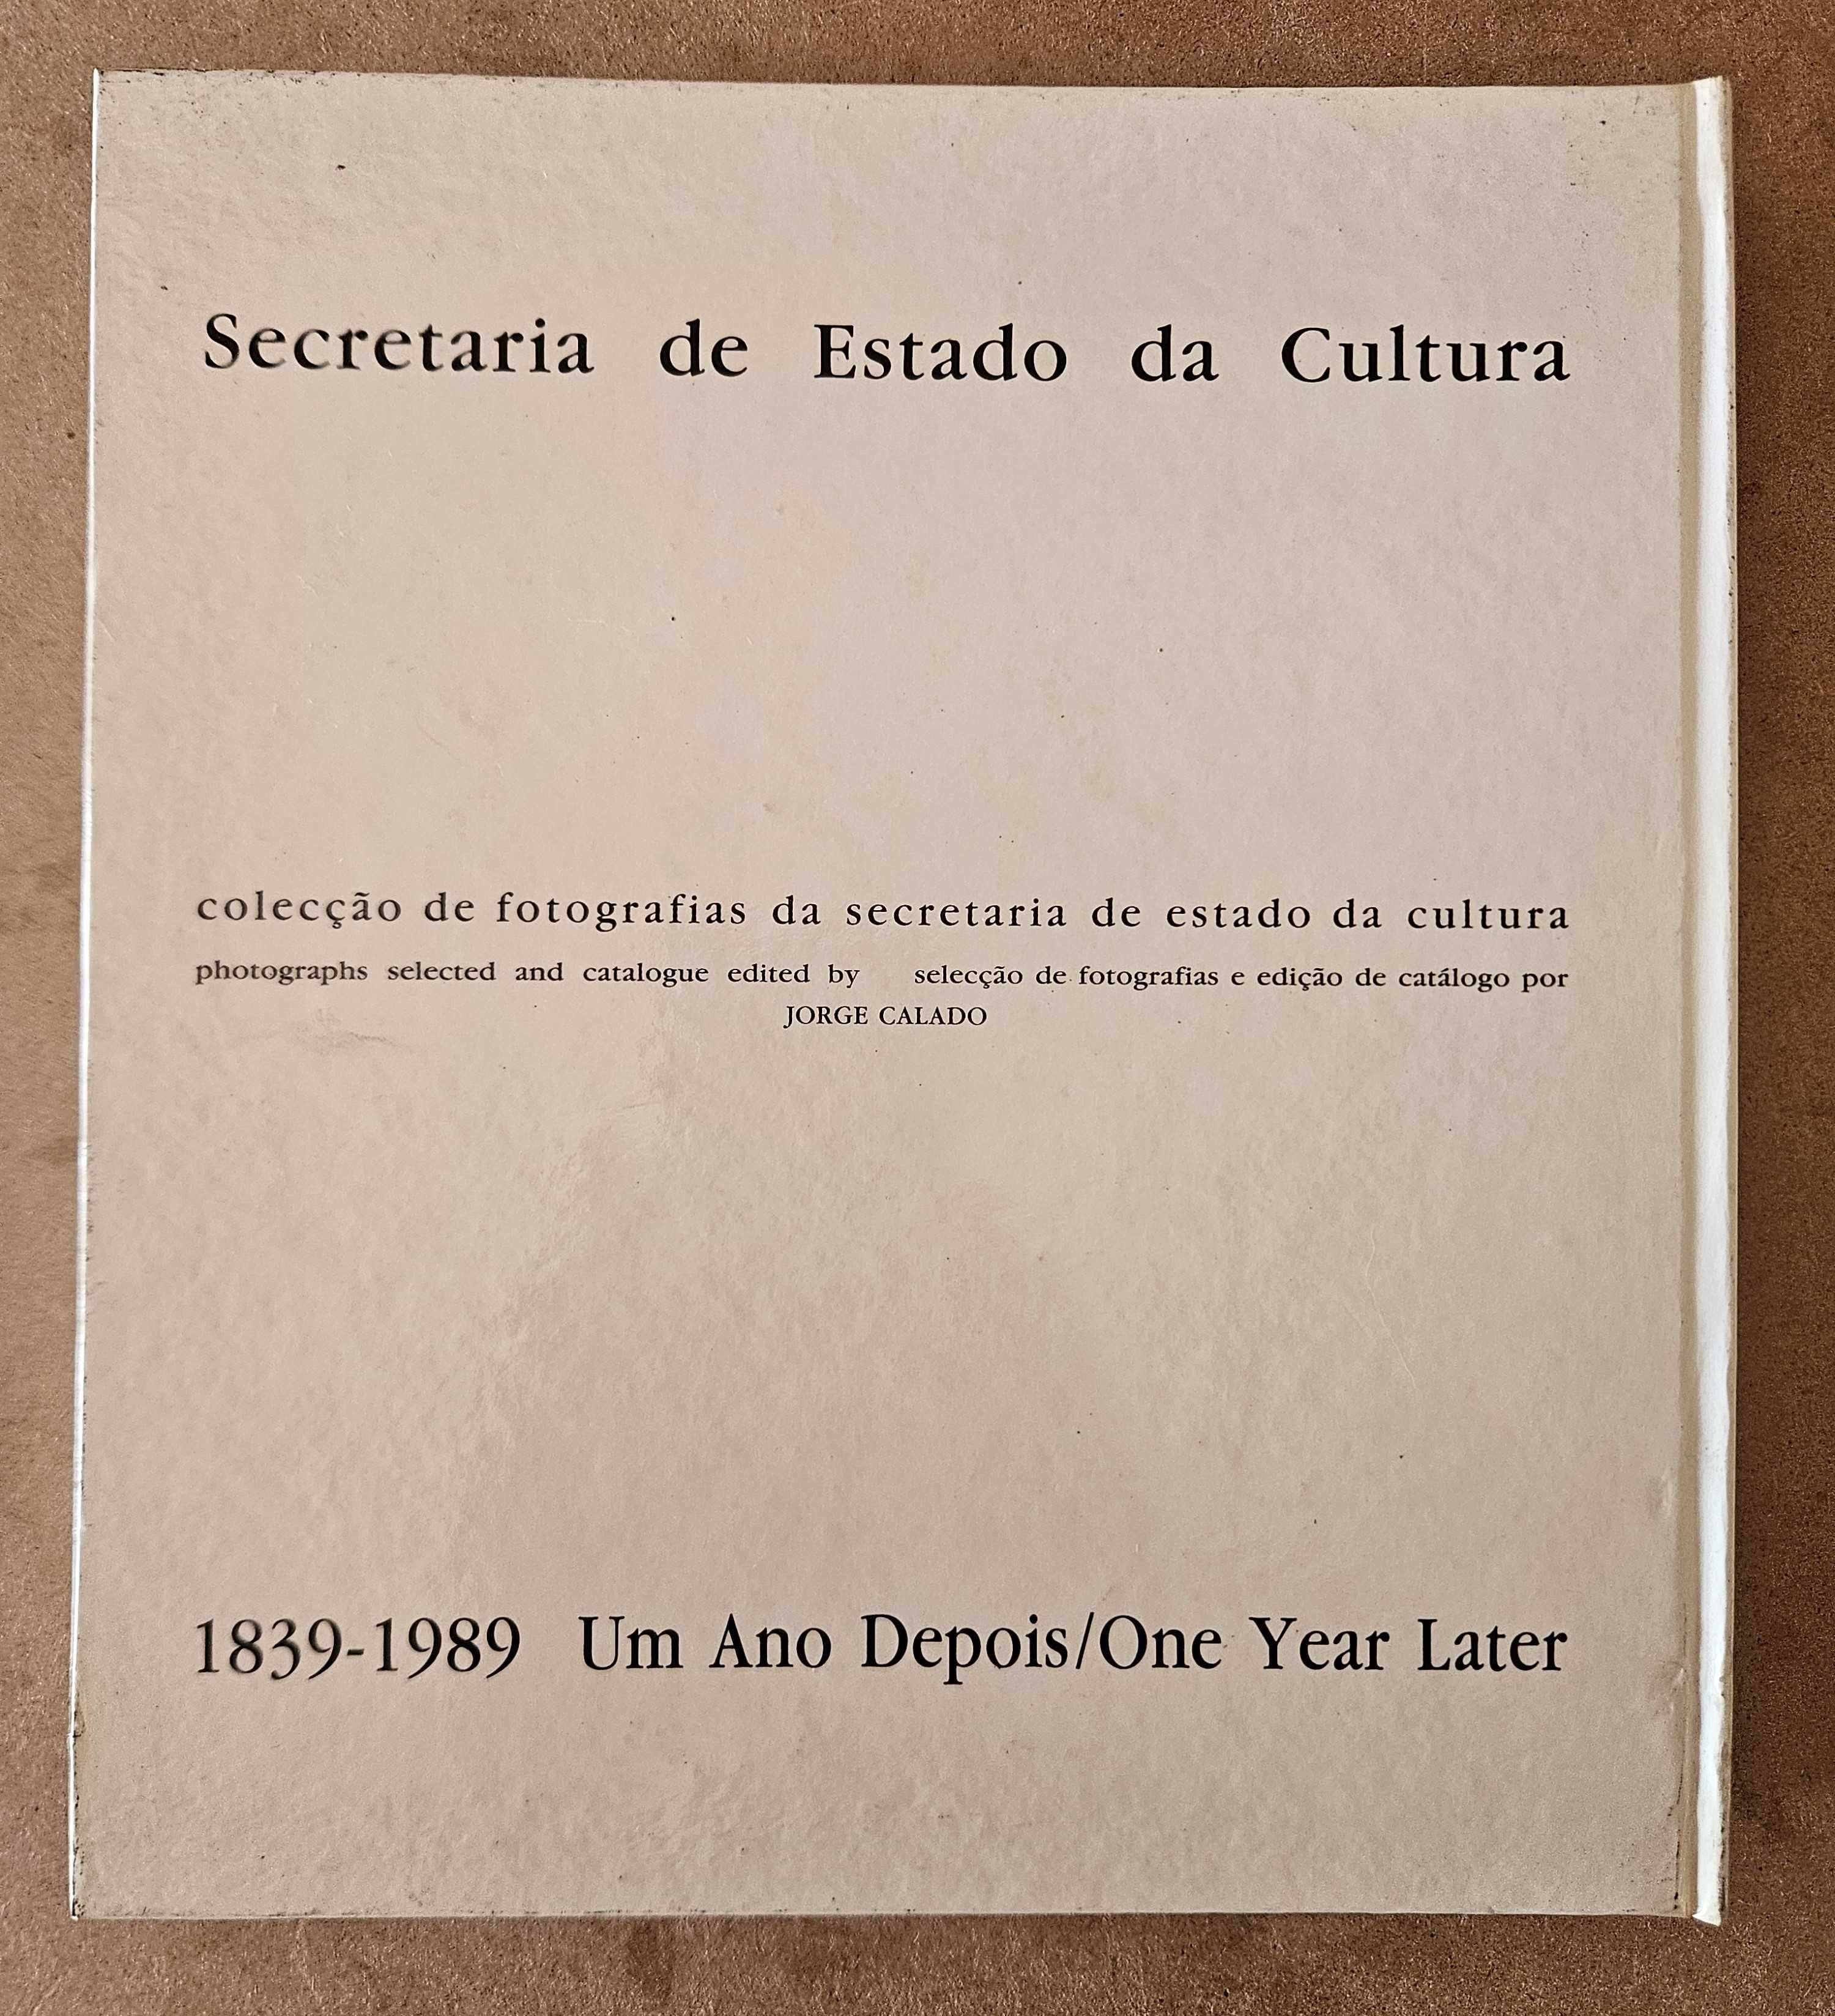 Secretaria de Estado da Cultura
colecção de fotografias da secretaria de estado da cultura
photographs selected and catalogue edited by selecção de fotografias e edição de catálogo por
JORGE CALADO
1839-1989 Um Ano Depois/One Year Later